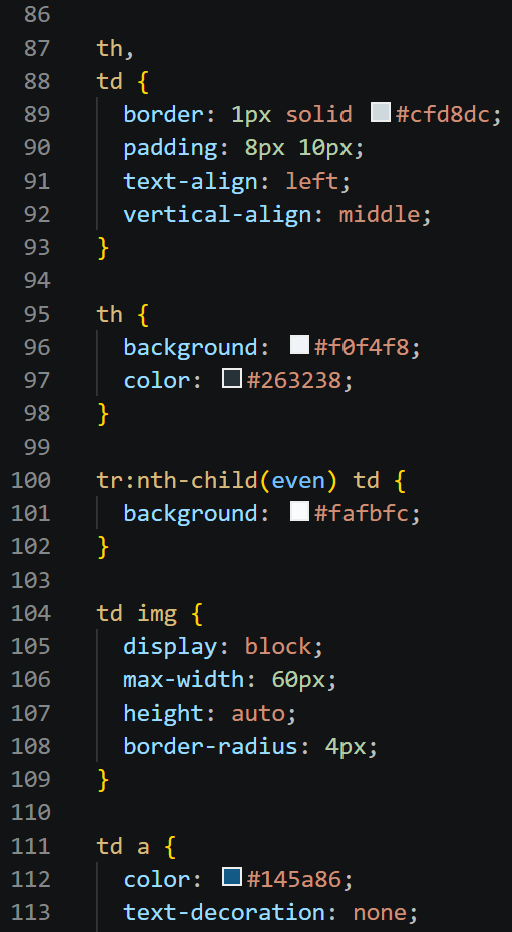 86
87 th,
88 td {
89 border: 1px solid #cfd8dc;
90 padding: 8px 10px;
91 text-align: left;
92 vertical-align: middle;
93 }
94
95 th {
96 background: #f0f4f8;
97 color: #263238;
98 }
99
100 tr:nth-child(even) td {
101 background: #fafbfc;
102 }
103
104 td img {
105 display: block;
106 max-width: 60px;
107 height: auto;
108 border-radius: 4px;
109 }
110
111 td a {
112 color: #145a86;
113 text-decoration: none;